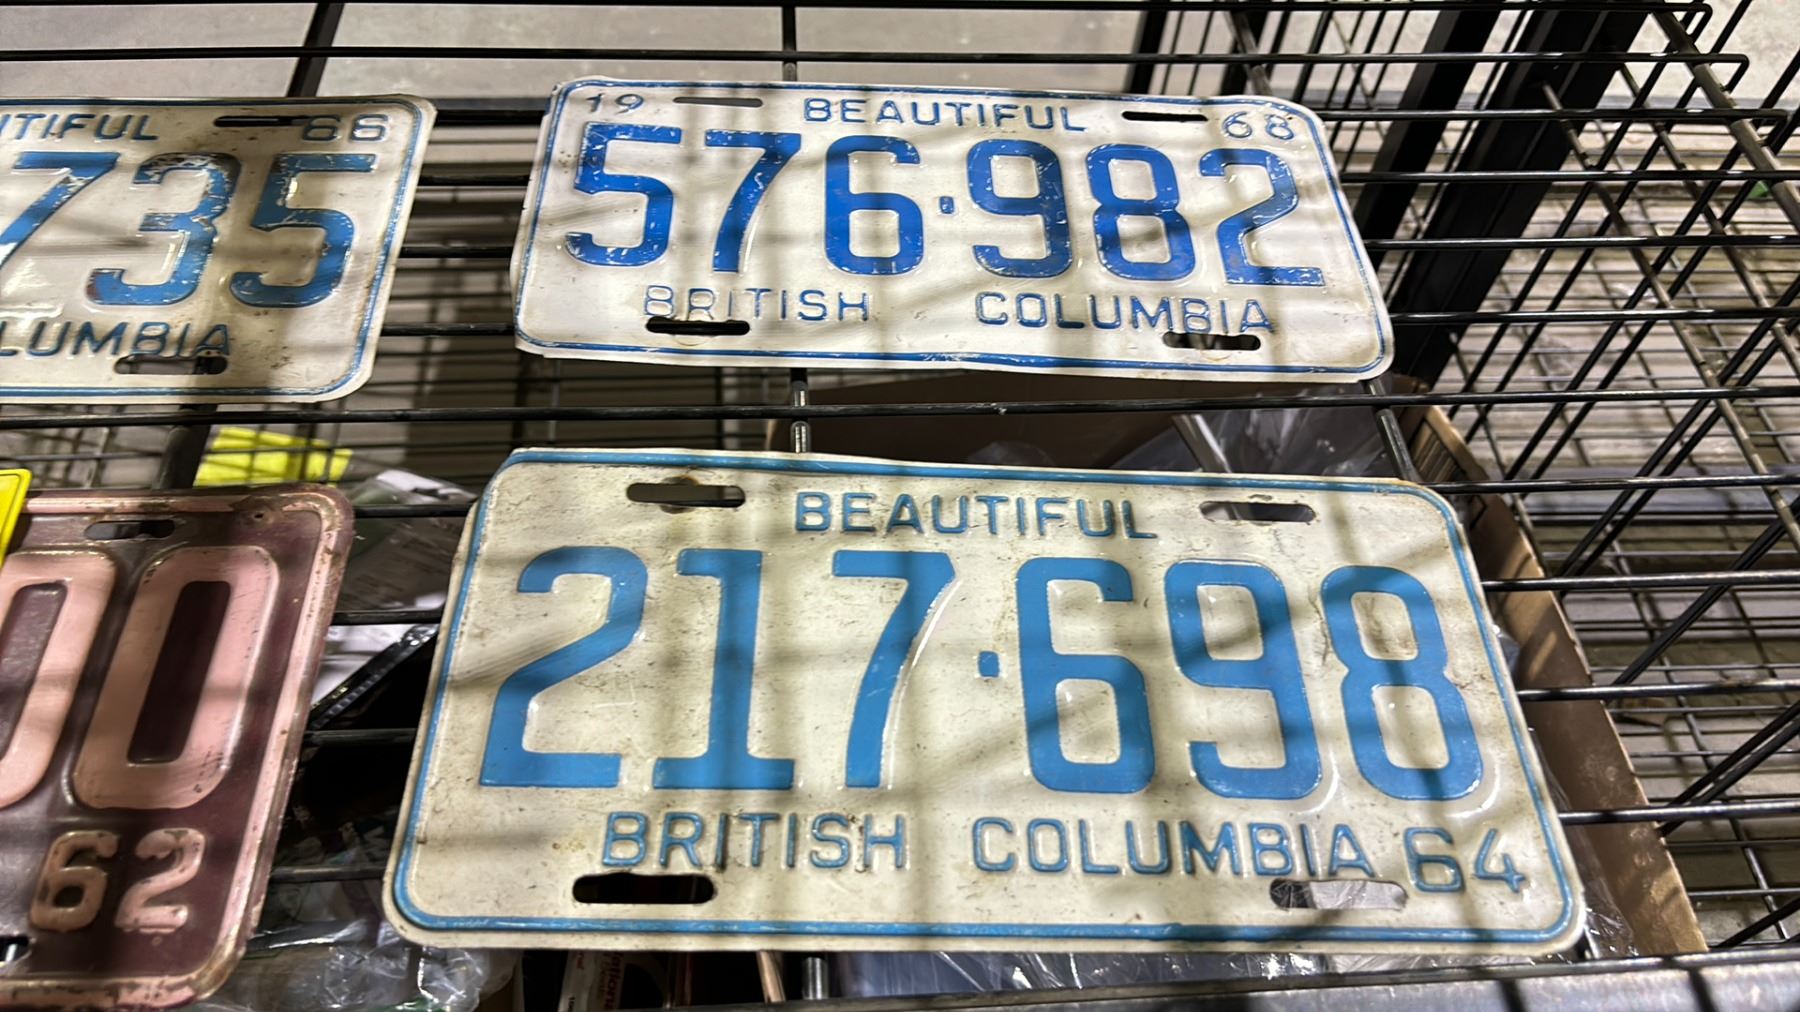 TIFUL 66
735
LUMBIA
19 BEAUTIFUL 68
576·982
BRITISH COLUMBIA
00
62
BEAUTIFUL
217·698
BRITISH COLUMBIA 64